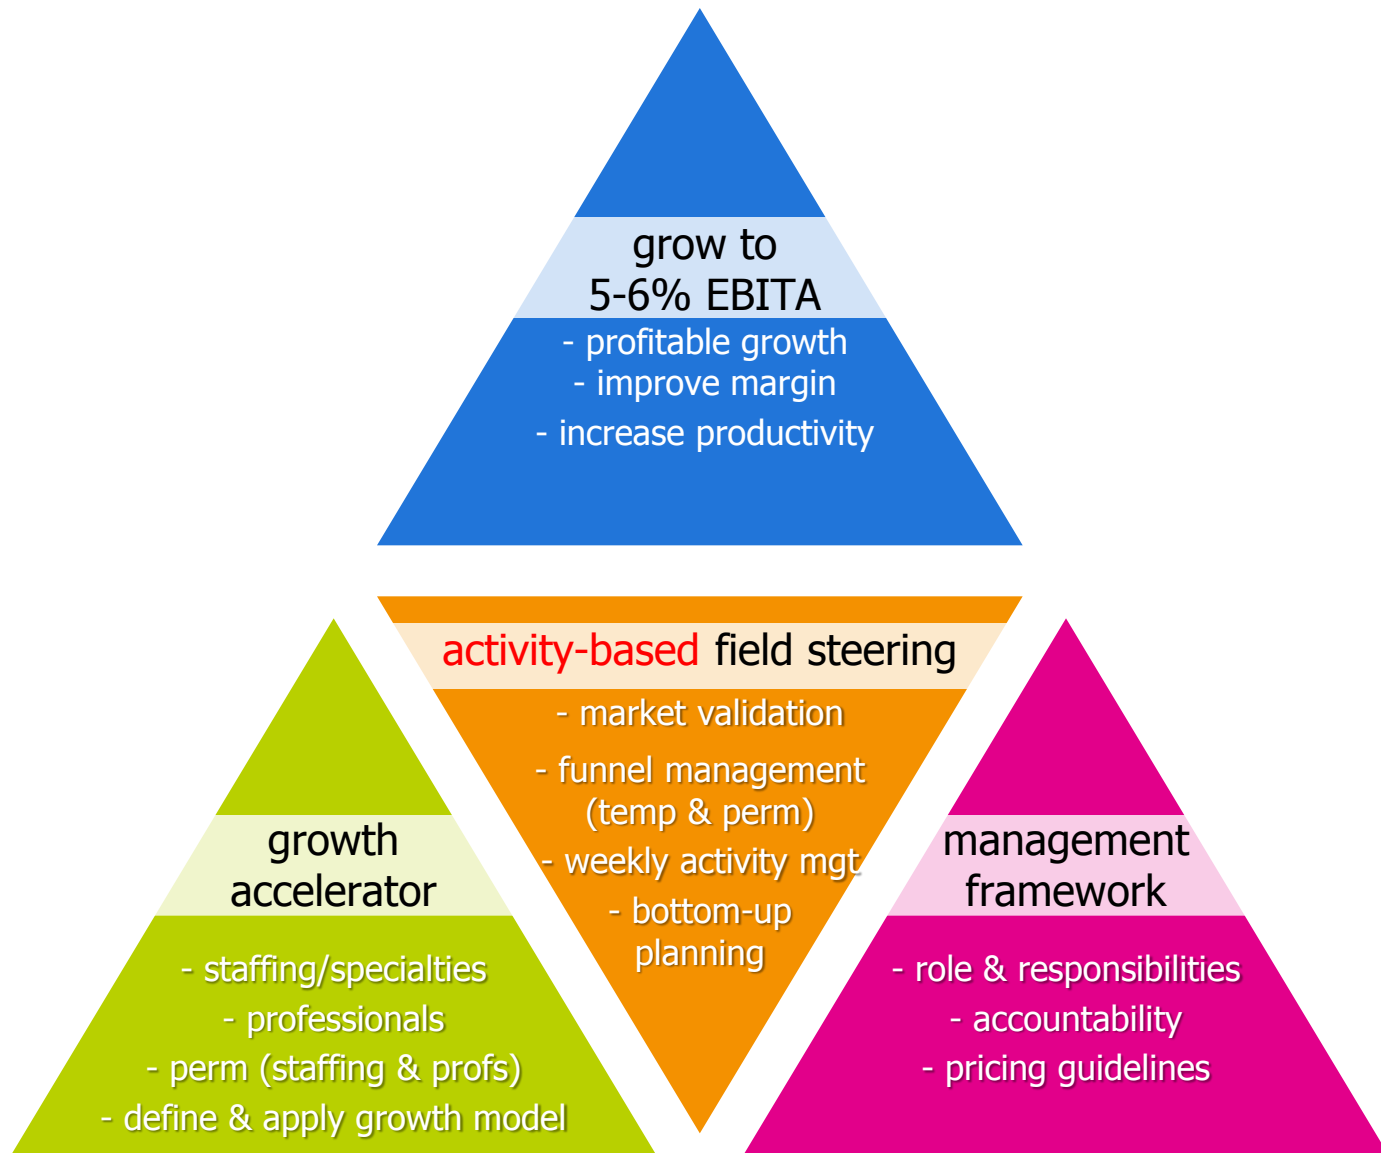 grow to
5-6% EBITA
- profitable growth
- improve margin
- increase productivity
activity-based field steering
- market validation
- funnel management
(temp & perm)
- weekly activity mgt
- bottom-up
planning
growth
accelerator
- staffing/specialties
- professionals
- perm (staffing & profs)
- define & apply growth model
management
framework
- role & responsibilities
- accountability
- pricing guidelines